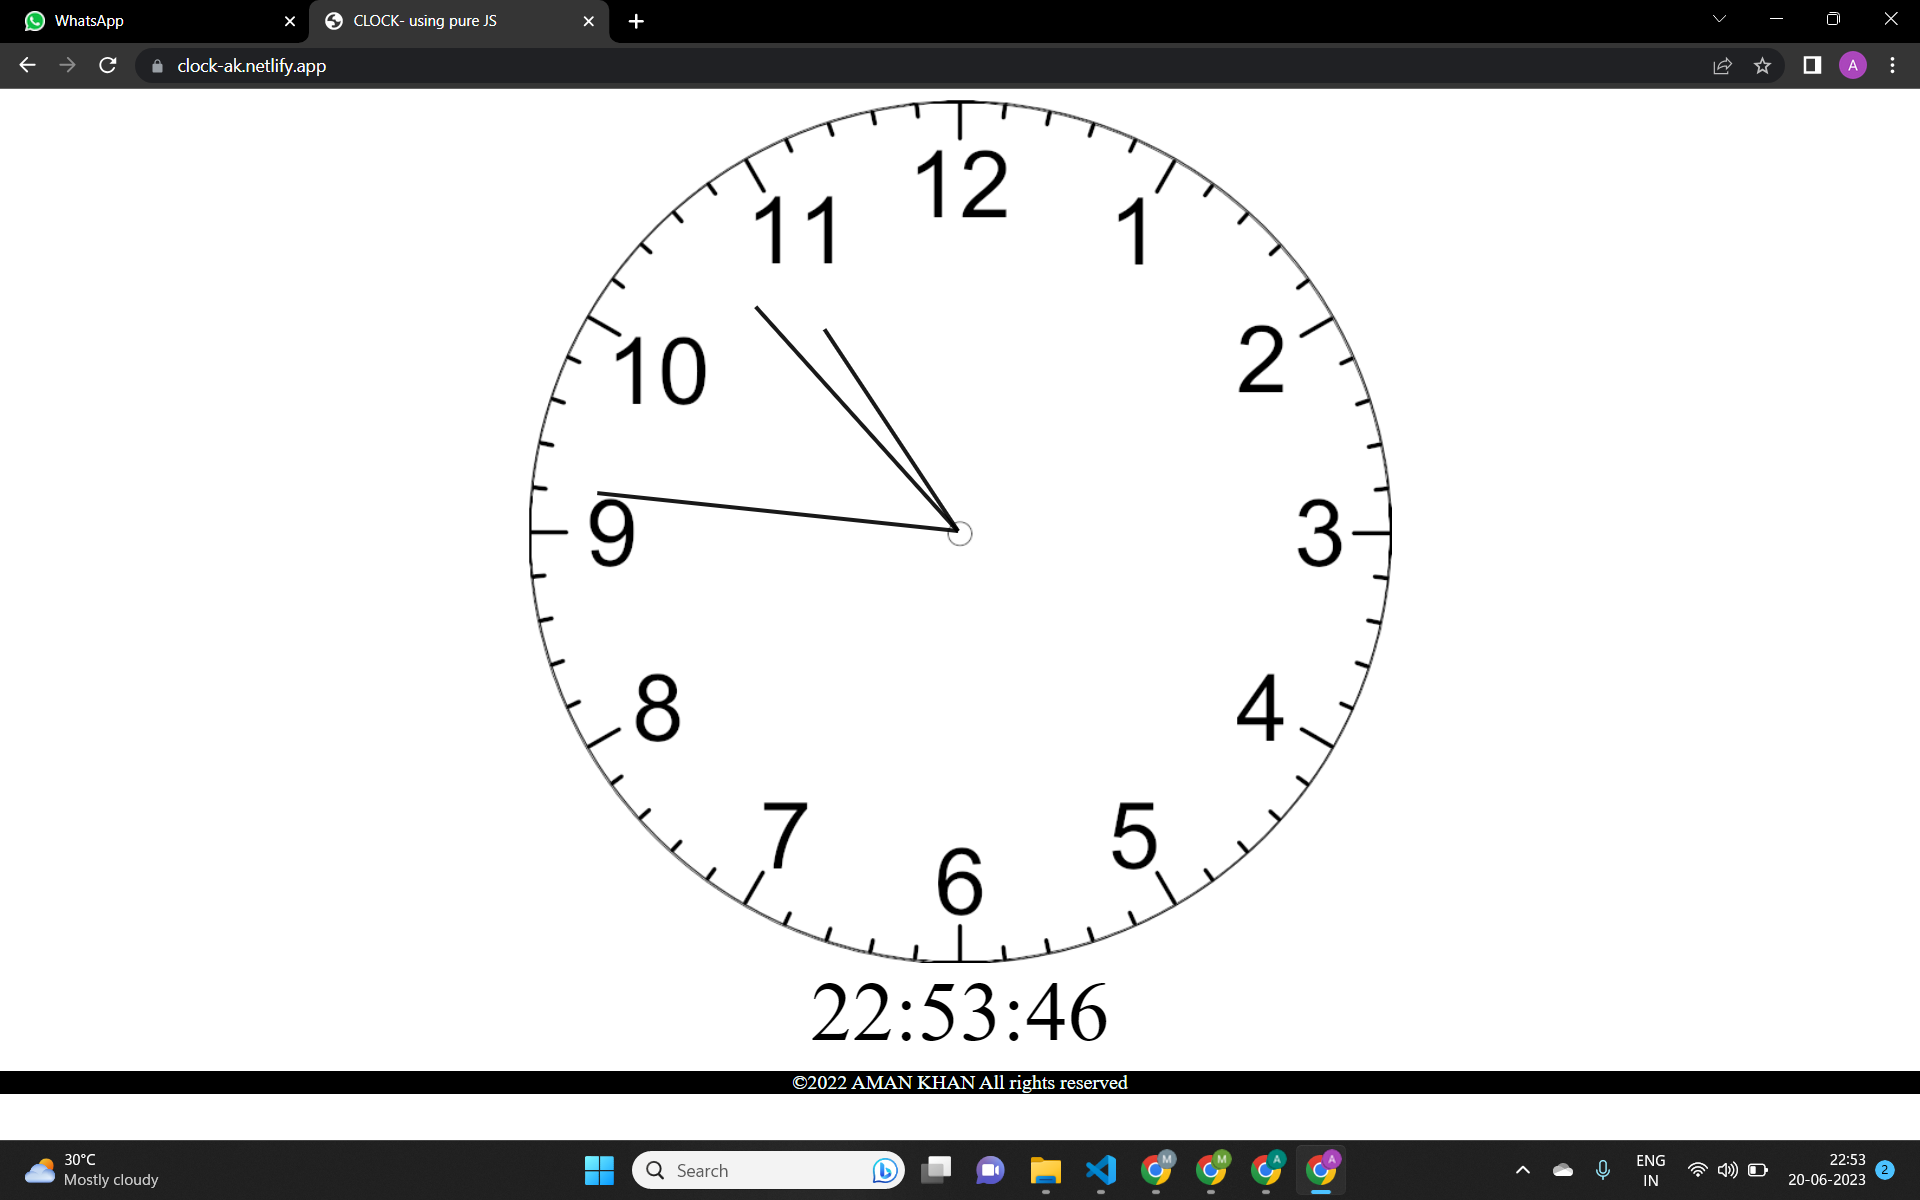 WhatsApp
CLOCK- using pure JS
clock-ak.netlify.app
A
12
11
1
10
2
9
3
8
4
7
5
6
22:53:46
©2022 AMAN KHAN All rights reserved
30°C
Mostly cloudy
Search
M
M
A
A
ENG
IN
22:53
20-06-2023
2